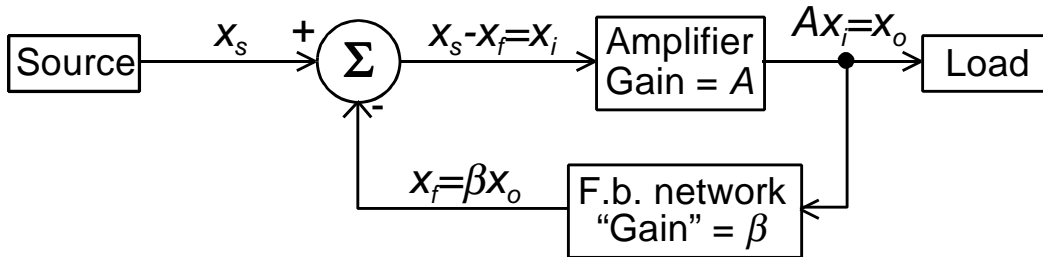 x_s
+
x_s-x_f=x_i
Ax_i=x_o
Source
Σ
Amplifier
Gain = A
Load
-
x_f=βx_o
F.b. network
“Gain” = β